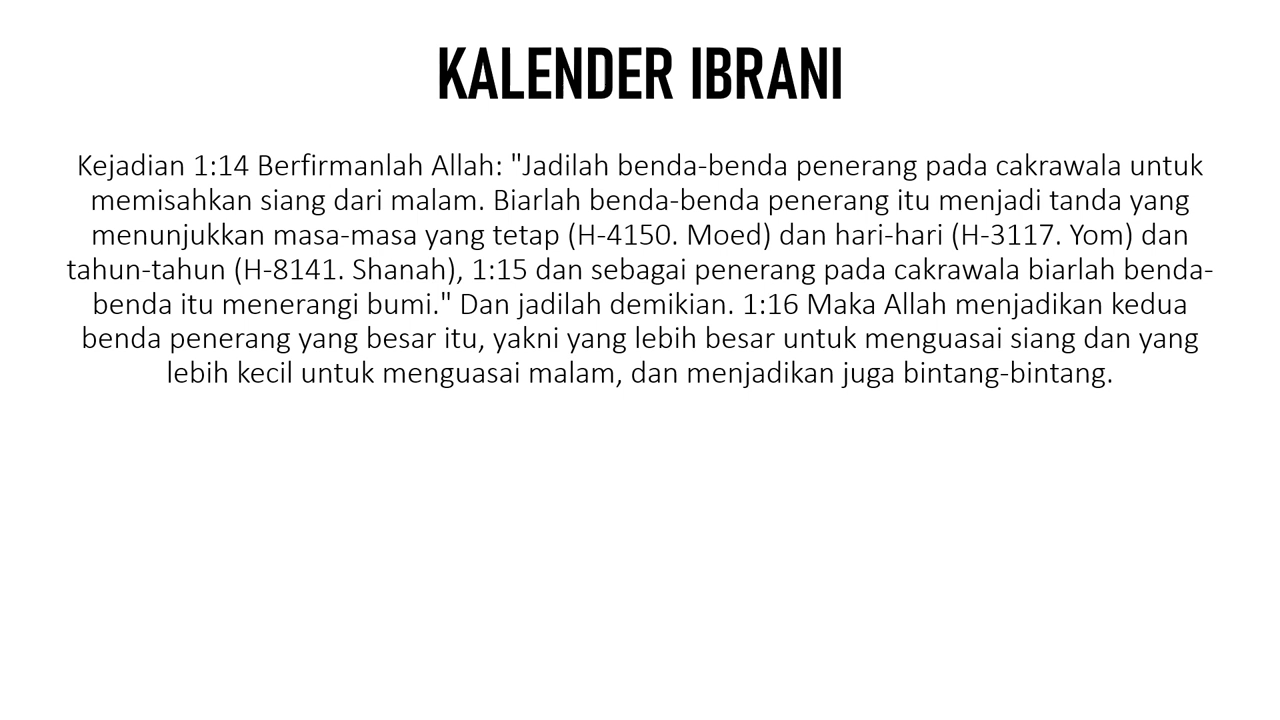 KALENDER IBRANI
Kejadian 1:14 Berfirmanlah Allah: "Jadilah benda-benda penerang pada cakrawala untuk
memisahkan siang dari malam. Biarlah benda-benda penerang itu menjadi tanda yang
menunjukkan masa-masa yang tetap (H-4150. Moed) dan hari-hari (H-3117. Yom) dan
tahun-tahun (H-8141. Shanah), 1:15 dan sebagai penerang pada cakrawala biarlah benda-
benda itu menerangi bumi." Dan jadilah demikian. 1:16 Maka Allah menjadikan kedua
benda penerang yang besar itu, yakni yang lebih besar untuk menguasai siang dan yang
lebih kecil untuk menguasai malam, dan menjadikan juga bintang-bintang.